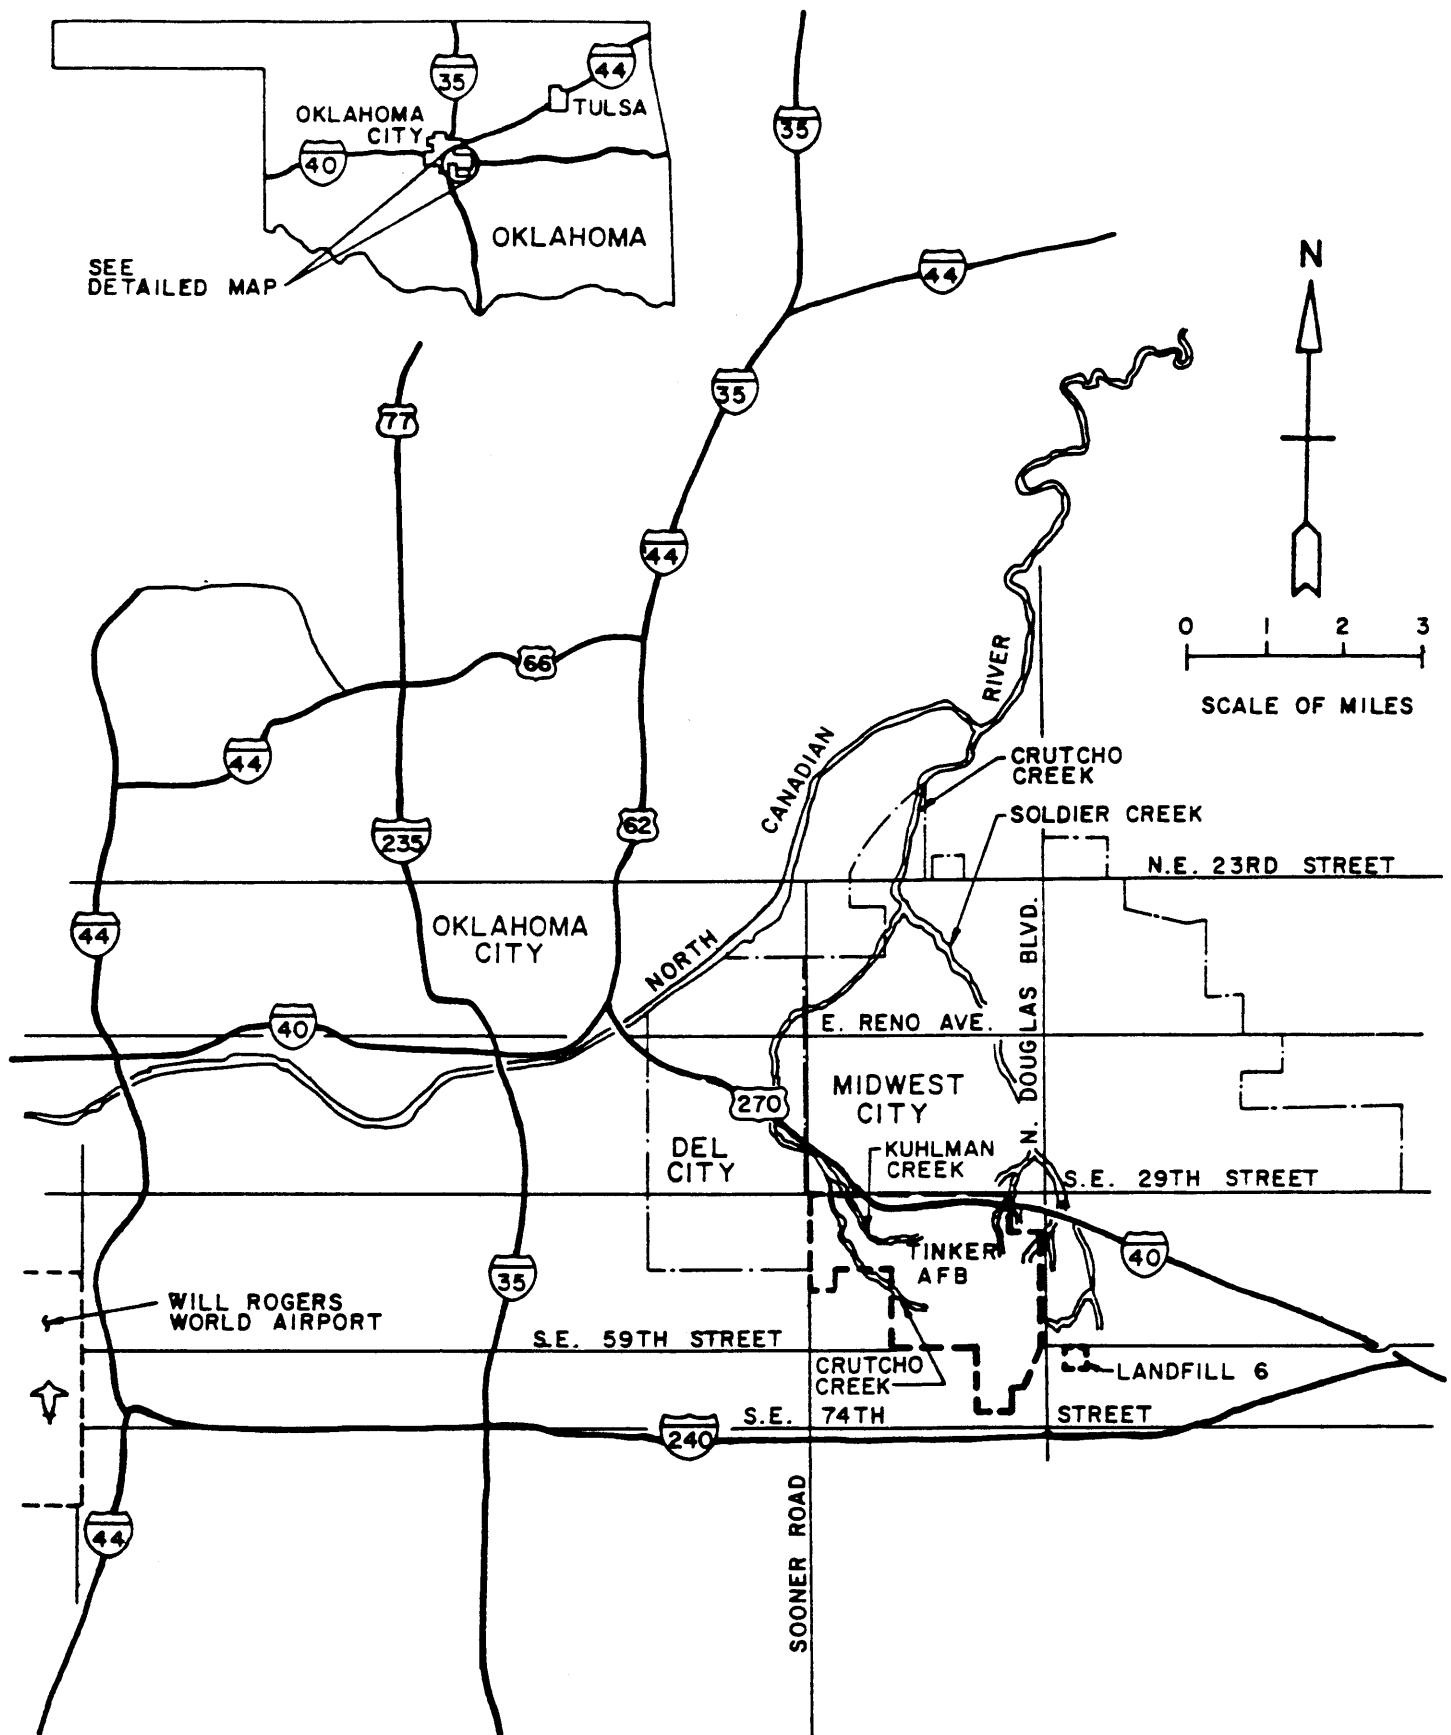 35
44
OKLAHOMA
CITY
TULSA
40
OKLAHOMA
SEE
DETAILED MAP
35
44
N
77
35
44
0 1 2 3
SCALE OF MILES
66
RIVER
CANADIAN
NORTH
44
CRUTCHO
CREEK
SOLDIER CREEK
62
235
N.E. 23RD STREET
44
OKLAHOMA
CITY
N. DOUGLAS BLVD.
E. RENO AVE.
40
270
MIDWEST
CITY
DEL
CITY
KUHLMAN
CREEK
S.E. 29TH STREET
TINKER
AFB
40
35
WILL ROGERS
WORLD AIRPORT
S.E. 59TH STREET
CRUTCHO
CREEK
LANDFILL 6
S.E. 74TH STREET
240
44
SOONER ROAD